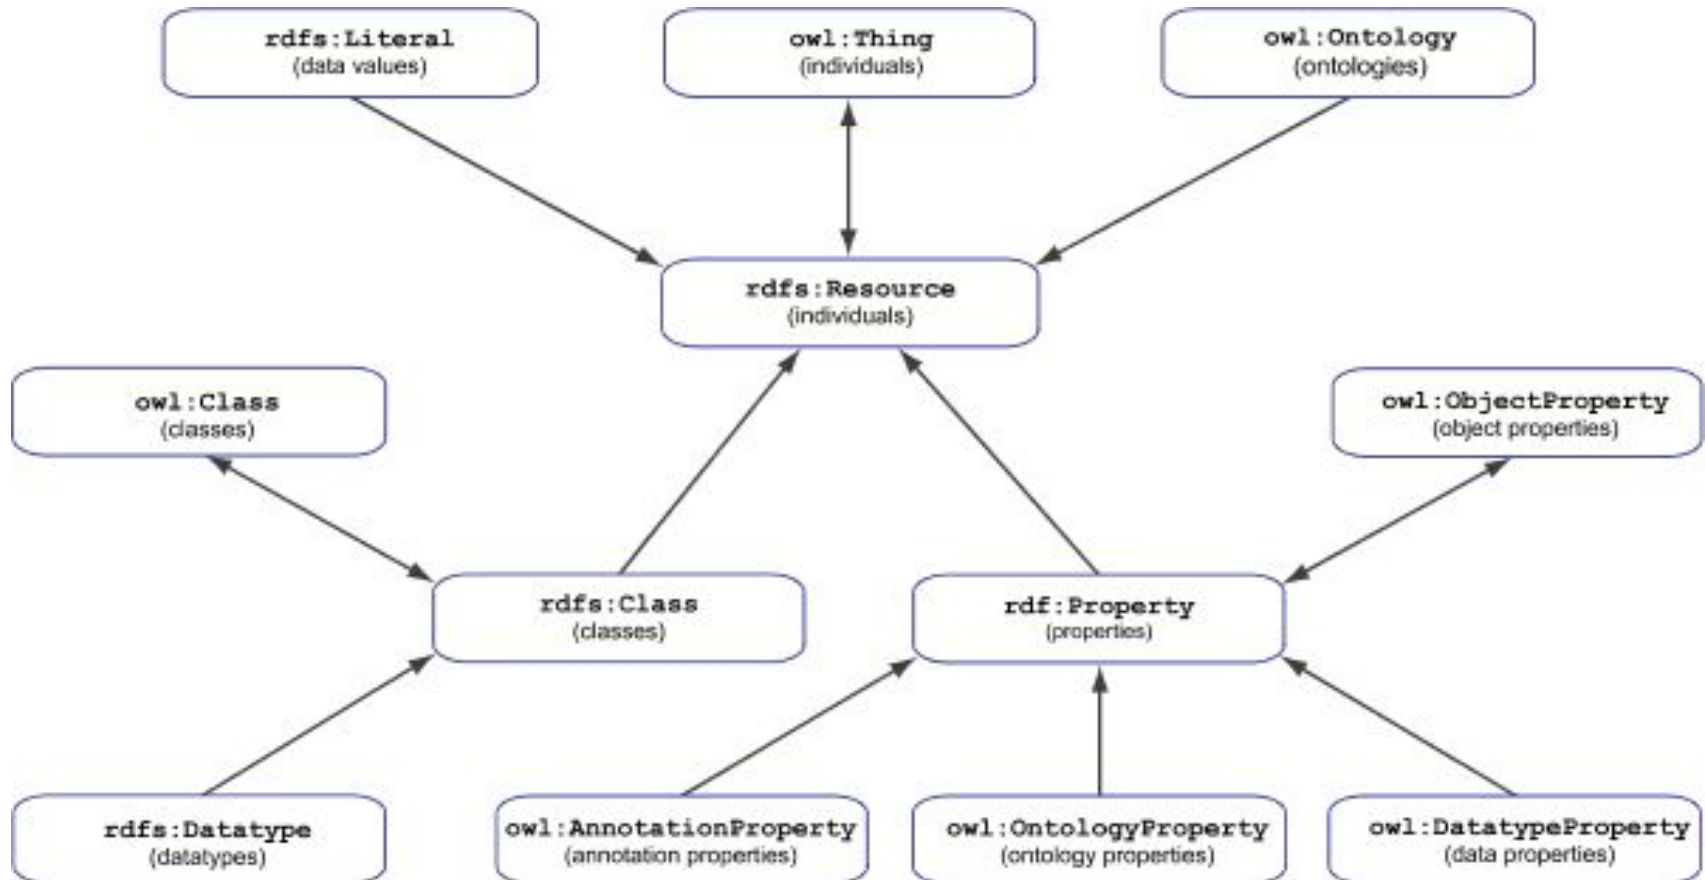 rdfs:Literal
(data values)
owl:Thing
(individuals)
owl:Ontology
(ontologies)
rdfs:Resource
(individuals)
owl:Class
(classes)
owl:ObjectProperty
(object properties)
rdfs:Class
(classes)
rdf:Property
(properties)
rdfs:Datatype
(datatypes)
owl:AnnotationProperty
(annotation properties)
owl:OntologyProperty
(ontology properties)
owl:DatatypeProperty
(data properties)